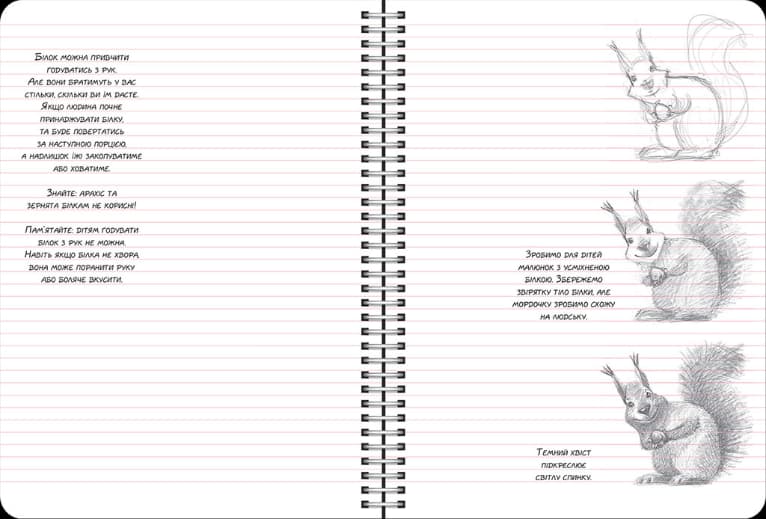 Білок можна привчити
годуватись з рук.
Але вони братимуть у вас
стільки, скільки ви їм дасте.
Якщо людина почне
принаджувати білку,
та буде повертатись
за наступною порцією,
а надлишок їжі закопуватиме
або ховатиме.
Знайте: арахіс та
зернята білкам не корисні!
Пам'ятайте: дітям годувати
білок з рук не можна.
Навіть якщо білка не хвора,
вона може поранити руку
або боляче вкусити.
Зробимо для дітей
малюнок з усміхненою
білкою. Збережемо
звірятку тіло білки, але
мордочку зробимо схожу
на людську.
Темний хвіст
підкреслює
світлу спинку.